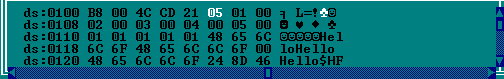 ds:0100 B8 00 4C CD 21 05 01 00 ╕ L═!♣☺
ds:0108 02 00 03 00 04 00 05 00 ☻ ♥ ♦ ♣
ds:0110 01 01 01 01 01 48 65 6C ☺☺☺☺☺Hel
ds:0118 6C 6F 48 65 6C 6C 6F 00 loHello
ds:0120 48 65 6C 6C 6F 24 8D 46 Hello$НF